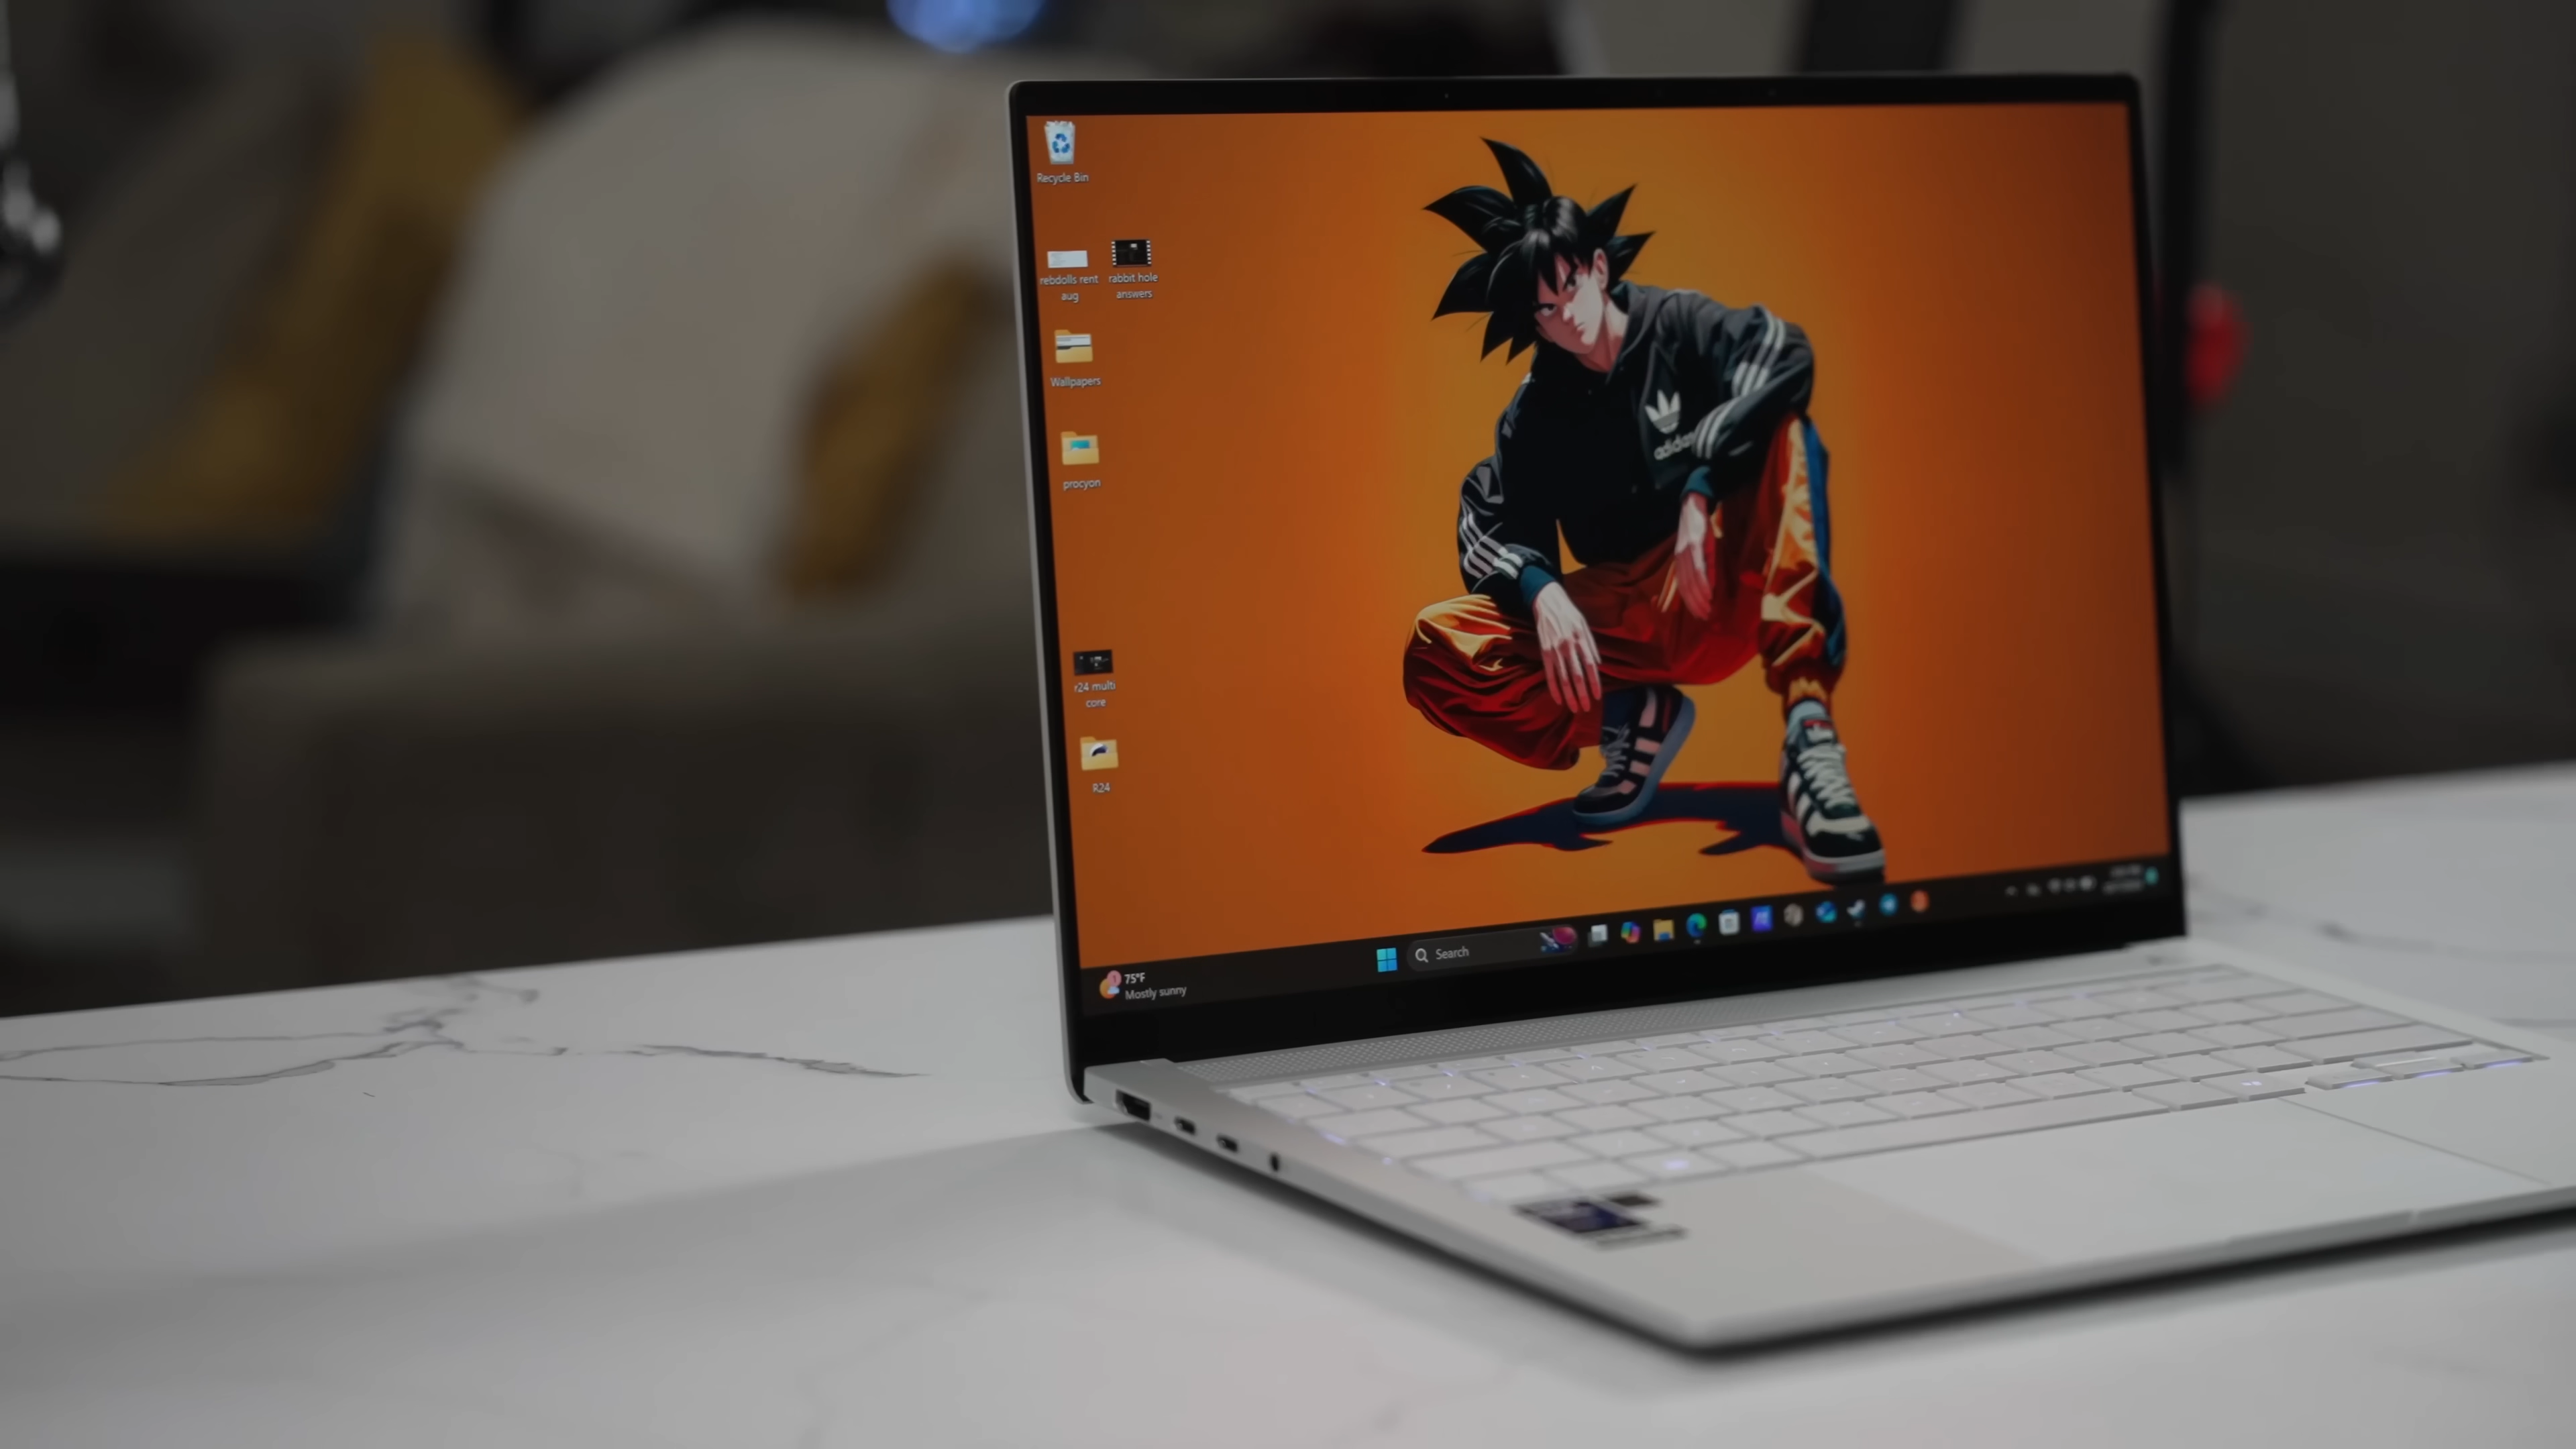 Recycle Bin
rebdolls rent
aug
rabbit hole
answers
Wallpapers
procyon
adidas
r24 multi
core
R24
75°F
Mostly sunny
Search